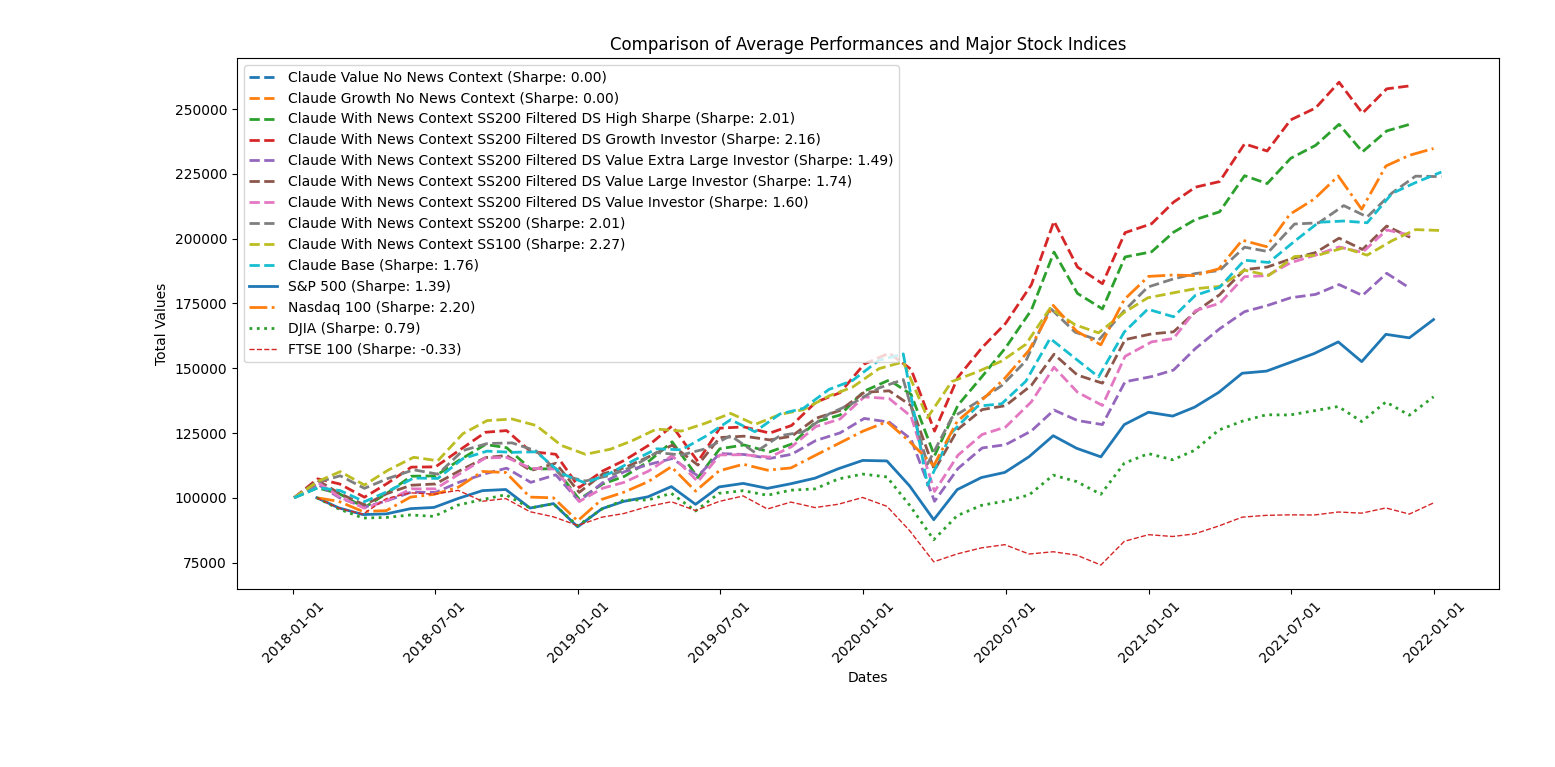 Comparison of Average Performances and Major Stock Indices
Claude Value No News Context (Sharpe: 0.00)
Claude Growth No News Context (Sharpe: 0.00)
Claude With News Context SS200 Filtered DS High Sharpe (Sharpe: 2.01)
Claude With News Context SS200 Filtered DS Growth Investor (Sharpe: 2.16)
Claude With News Context SS200 Filtered DS Value Extra Large Investor (Sharpe: 1.49)
Claude With News Context SS200 Filtered DS Value Large Investor (Sharpe: 1.74)
Claude With News Context SS200 Filtered DS Value Investor (Sharpe: 1.60)
Claude With News Context SS200 (Sharpe: 2.01)
Claude With News Context SS100 (Sharpe: 2.27)
Claude Base (Sharpe: 1.76)
S&P 500 (Sharpe: 1.39)
Nasdaq 100 (Sharpe: 2.20)
DJIA (Sharpe: 0.79)
FTSE 100 (Sharpe: -0.33)
Total Values
250000
225000
200000
175000
150000
125000
100000
75000
2018-01-01
2018-07-01
2019-01-01
2019-07-01
2020-01-01
2020-07-01
2021-01-01
2021-07-01
2022-01-01
Dates